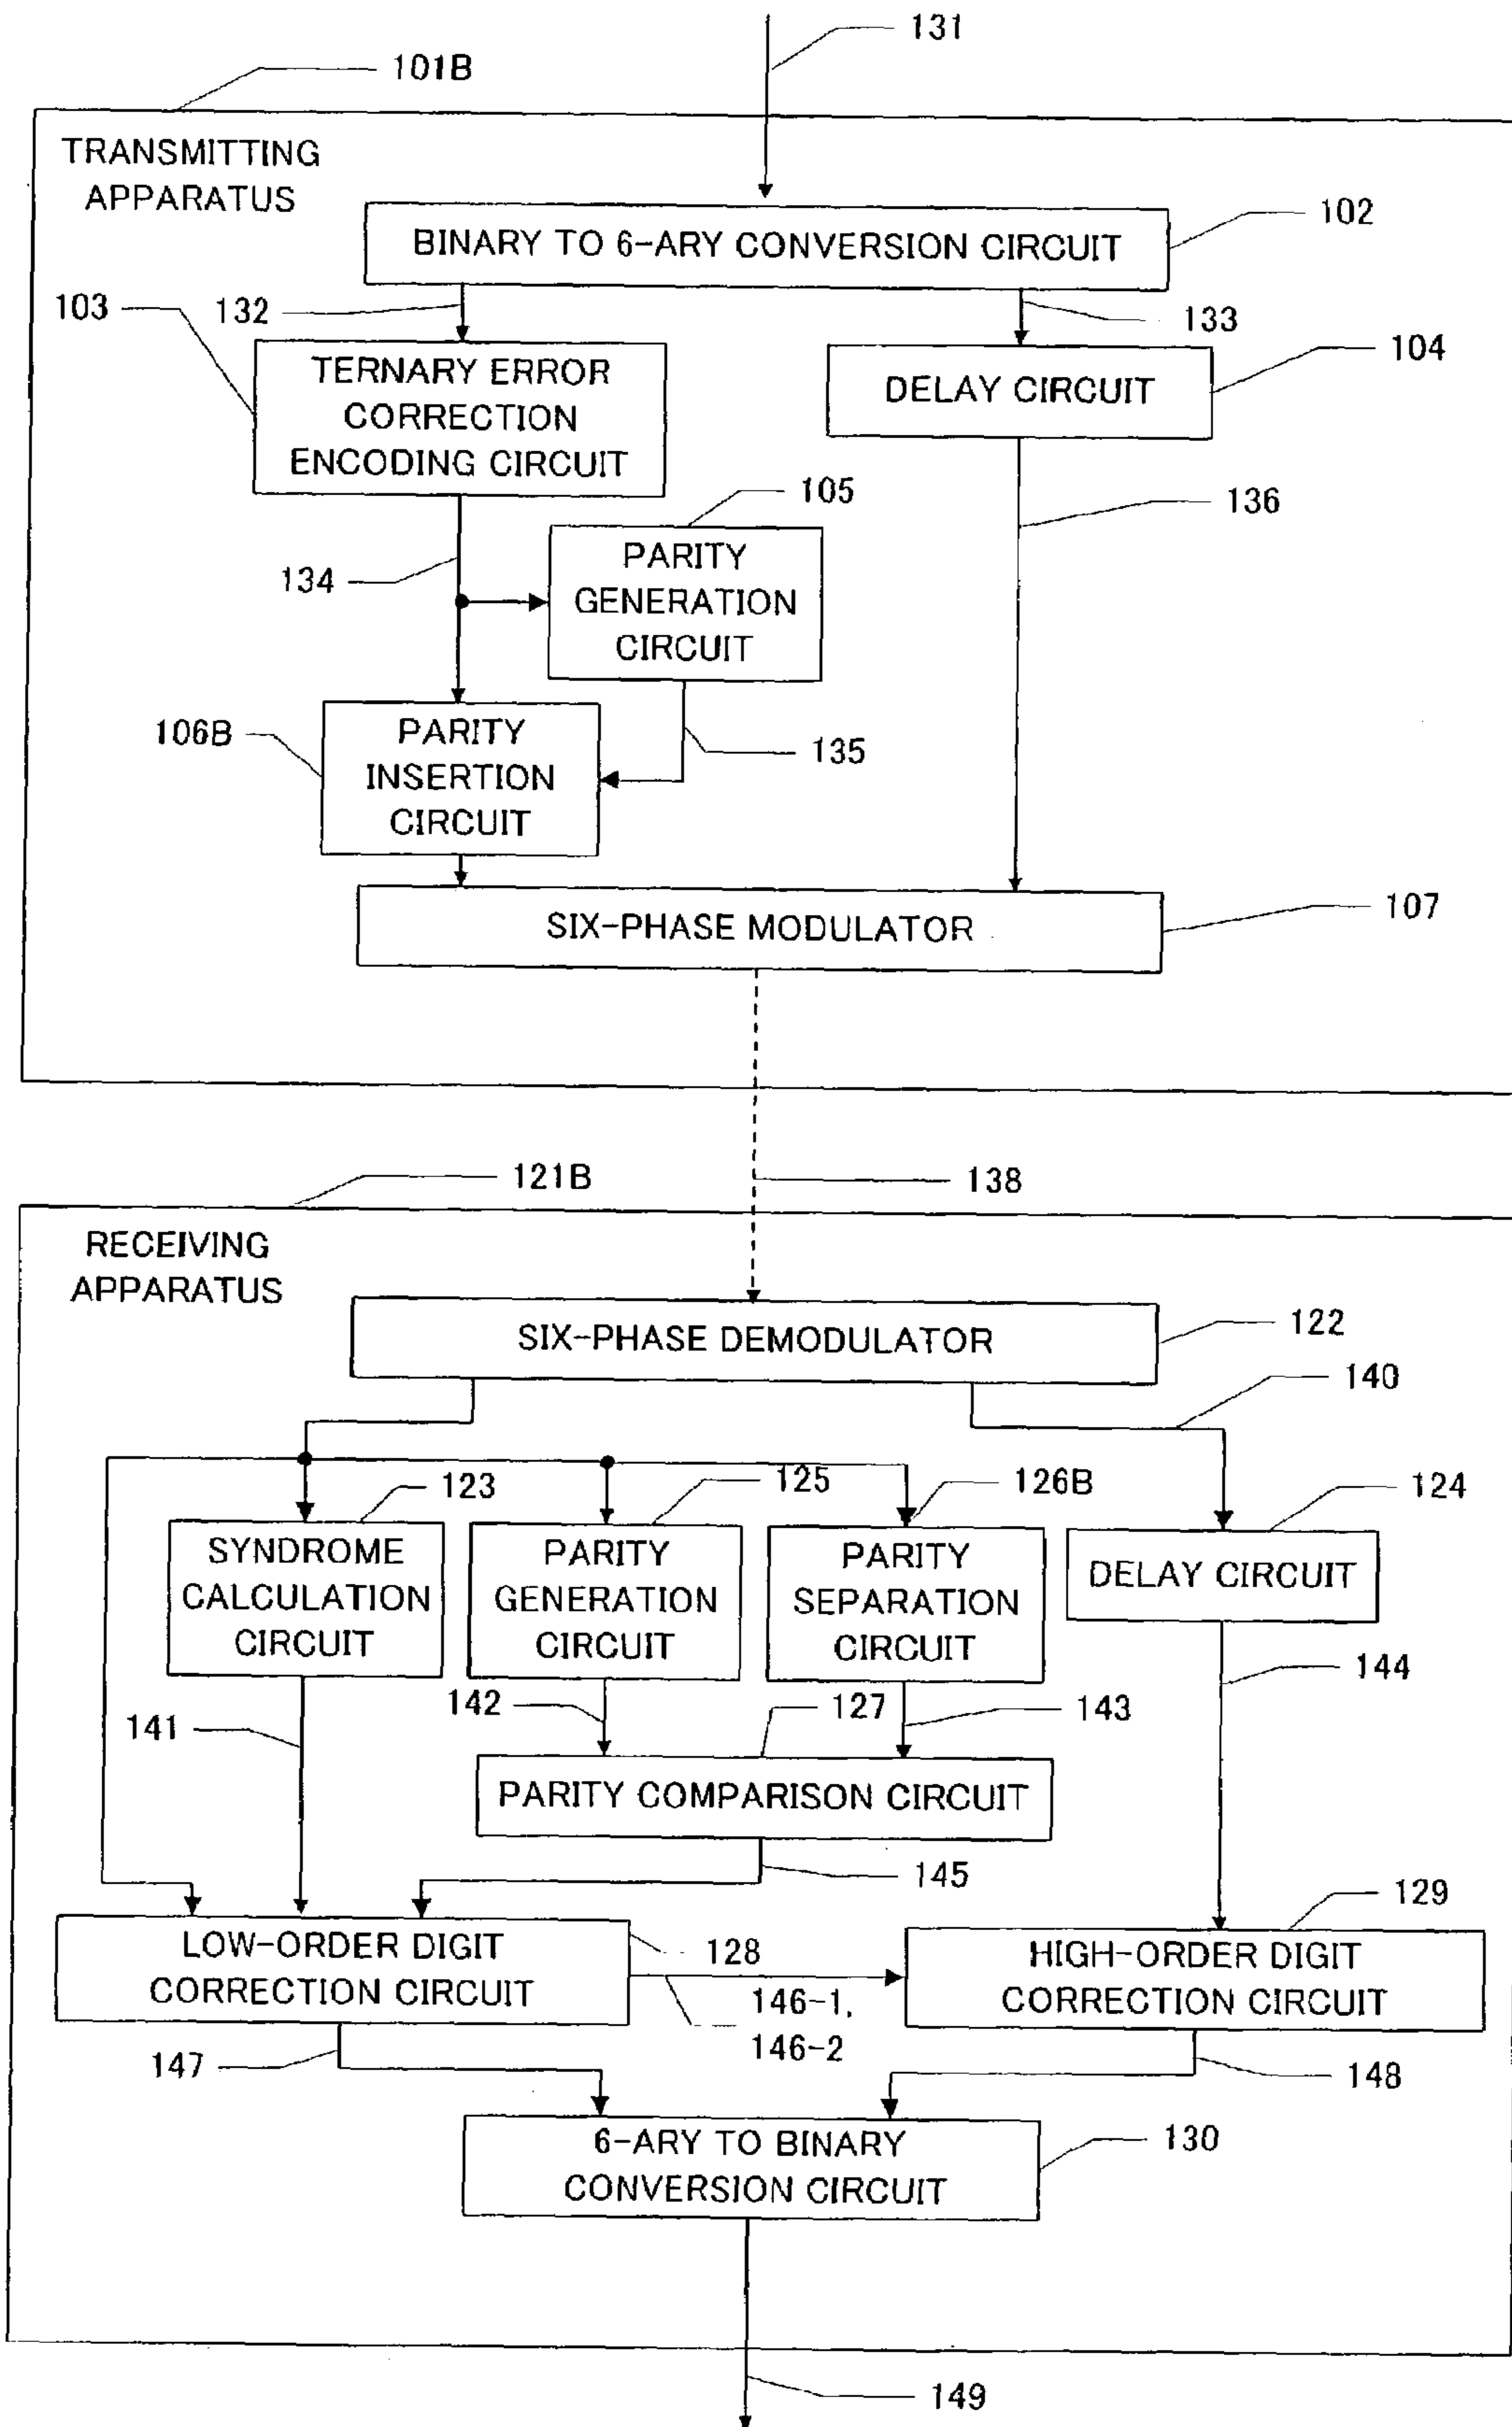 131
101B
TRANSMITTING
APPARATUS
102
BINARY TO 6-ARY CONVERSION CIRCUIT
103
132
133
104
TERNARY ERROR
CORRECTION
ENCODING CIRCUIT
DELAY CIRCUIT
105
136
134
PARITY
GENERATION
CIRCUIT
106B
PARITY
INSERTION
CIRCUIT
135
107
SIX-PHASE MODULATOR
138
121B
RECEIVING
APPARATUS
122
SIX-PHASE DEMODULATOR
140
123
125
126B
124
SYNDROME
CALCULATION
CIRCUIT
PARITY
GENERATION
CIRCUIT
PARITY
SEPARATION
CIRCUIT
DELAY CIRCUIT
144
141
142
127
143
PARITY COMPARISON CIRCUIT
145
129
LOW-ORDER DIGIT
CORRECTION CIRCUIT
128
146-1,
146-2
HIGH-ORDER DIGIT
CORRECTION CIRCUIT
147
148
6-ARY TO BINARY
CONVERSION CIRCUIT
130
149